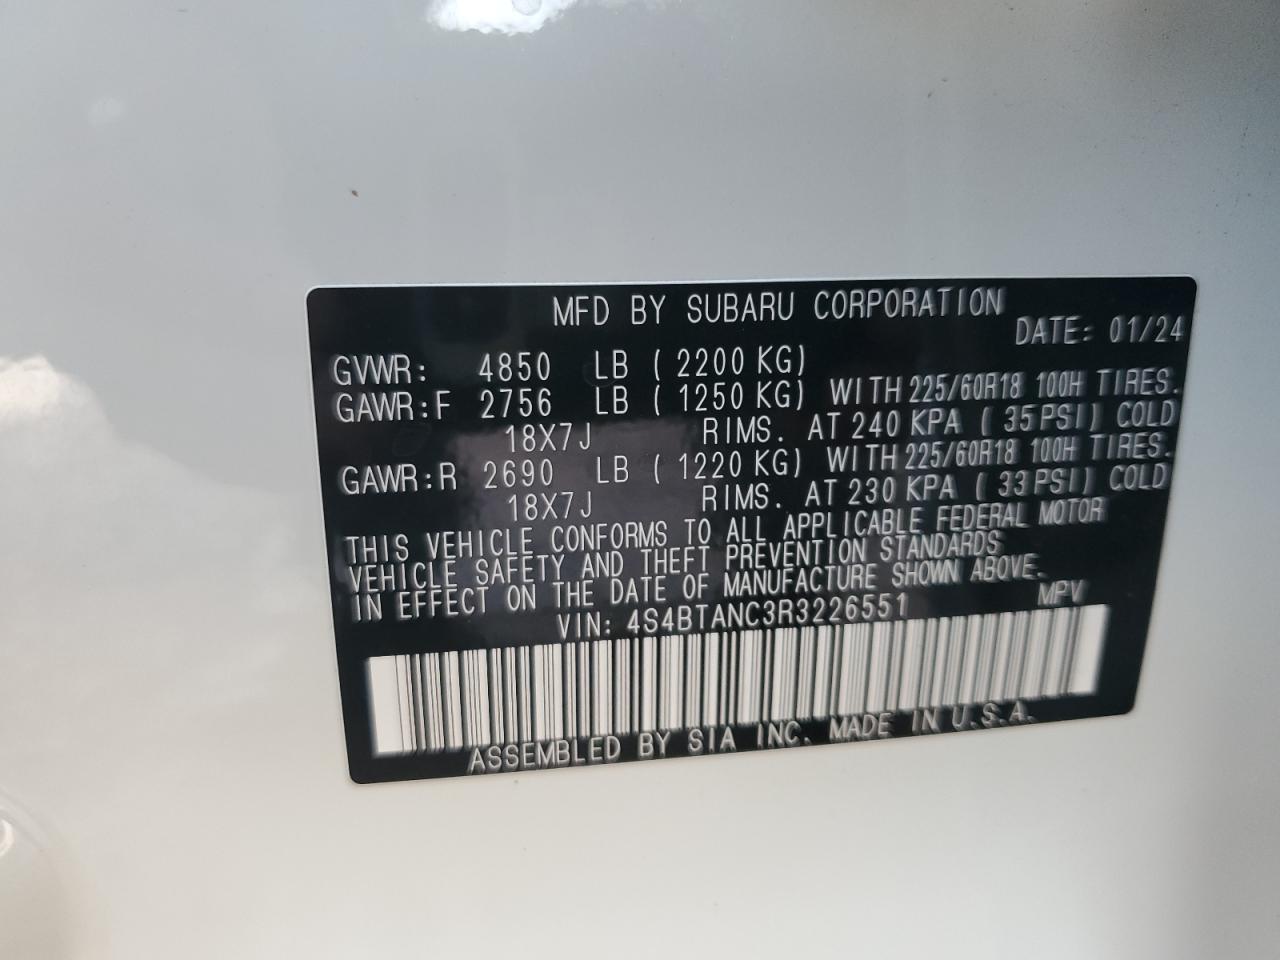 MFD BY SUBARU CORPORATION
DATE: 01/24
GVWR: 4850 LB ( 2200 KG)
GAWR:F 2756 LB ( 1250 KG) WITH 225/60R18 100H TIRES.
18X7J RIMS. AT 240 KPA ( 35PSI) COLD
GAWR:R 2690 LB ( 1220 KG) WITH 225/60R18 100H TIRES.
18X7J RIMS. AT 230 KPA ( 33PSI) COLD
THIS VEHICLE CONFORMS TO ALL APPLICABLE FEDERAL MOTOR
VEHICLE SAFETY AND THEFT PREVENTION STANDARDS
IN EFFECT ON THE DATE OF MANUFACTURE SHOWN ABOVE.
VIN: 4S4BTANC3R3226551 MPV
ASSEMBLED BY SIA INC. MADE IN U.S.A.